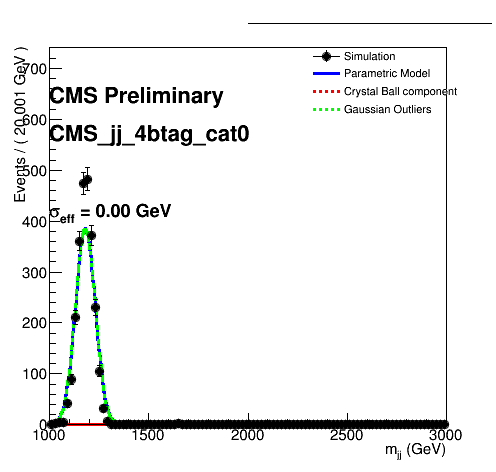 Simulation
Parametric Model
Crystal Ball component
Gaussian Outliers
CMS Preliminary
CMS_jj_4btag_cat0
σeff = 0.00 GeV
Events / ( 20.001 GeV )
700
600
500
400
300
200
100
0
1000 1500 2000 2500 3000
mjj (GeV)